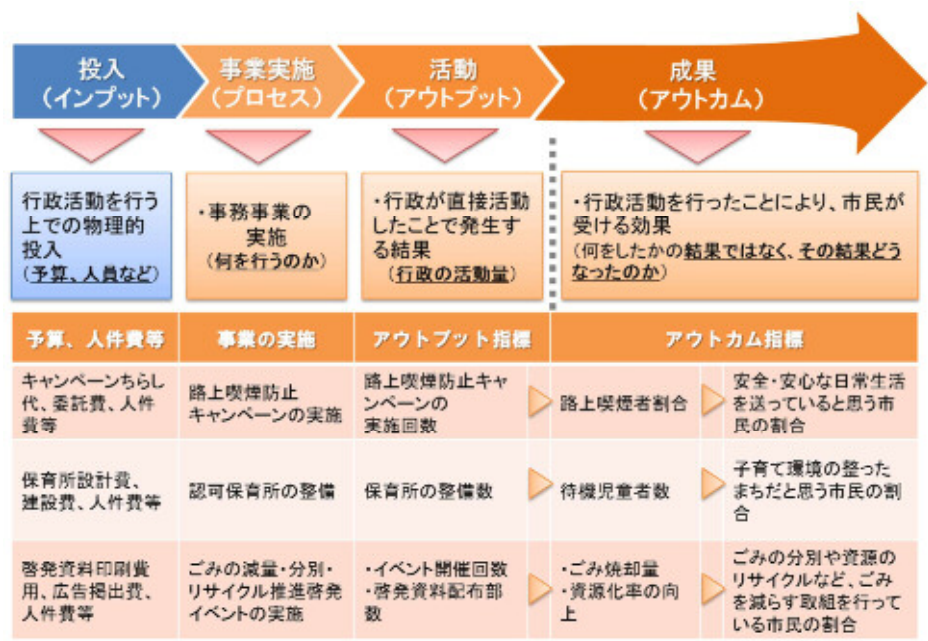 投入
(インプット)
事業実施
(プロセス)
活動
(アウトプット)
成果
(アウトカム)
行政活動を行う
上での物理的
投入
(予算、人員など)
・事務事業の
実施
(何を行うのか)
・行政が直接活動
したことで発生す
る結果
(行政の活動量)
・行政活動を行ったことにより、市民が
受ける効果
(何をしたかの結果ではなく、その結果どう
なったのか)
予算、人件費等
事業の実施
アウトプット指標
アウトカム指標
キャンペーンちらし
代、委託費、人件
費等
路上喫煙防止
キャンペーンの実施
路上喫煙防止キャ
ンペーンの
実施回数
路上喫煙者割合
安全・安心な日常生活
を送っていると思う市
民の割合
保育所設計費、
建設費、人件費等
認可保育所の整備
保育所の整備数
待機児童者数
子育て環境の整った
まちだと思う市民の割
合
啓発資料印刷費
用、広告掲出費、
人件費等
ごみの減量・分別・
リサイクル推進啓発
イベントの実施
・イベント開催回数
・啓発資料配布部
数
・ごみ焼却量
・資源化率の向
上
ごみの分別や資源の
リサイクルなど、ごみ
を減らす取組を行って
いる市民の割合